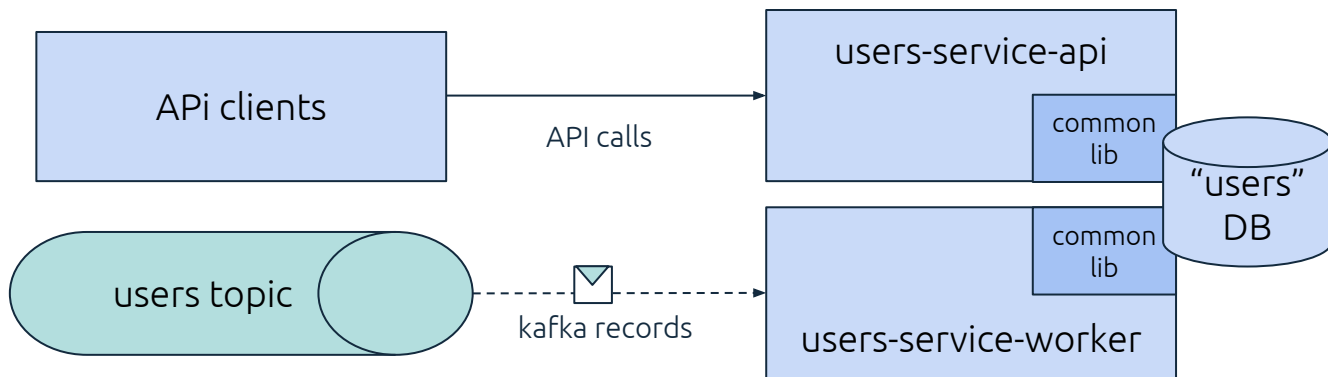 APi clients
API calls
users-service-api
common
lib
“users”
DB
users topic
kafka records
common
lib
users-service-worker